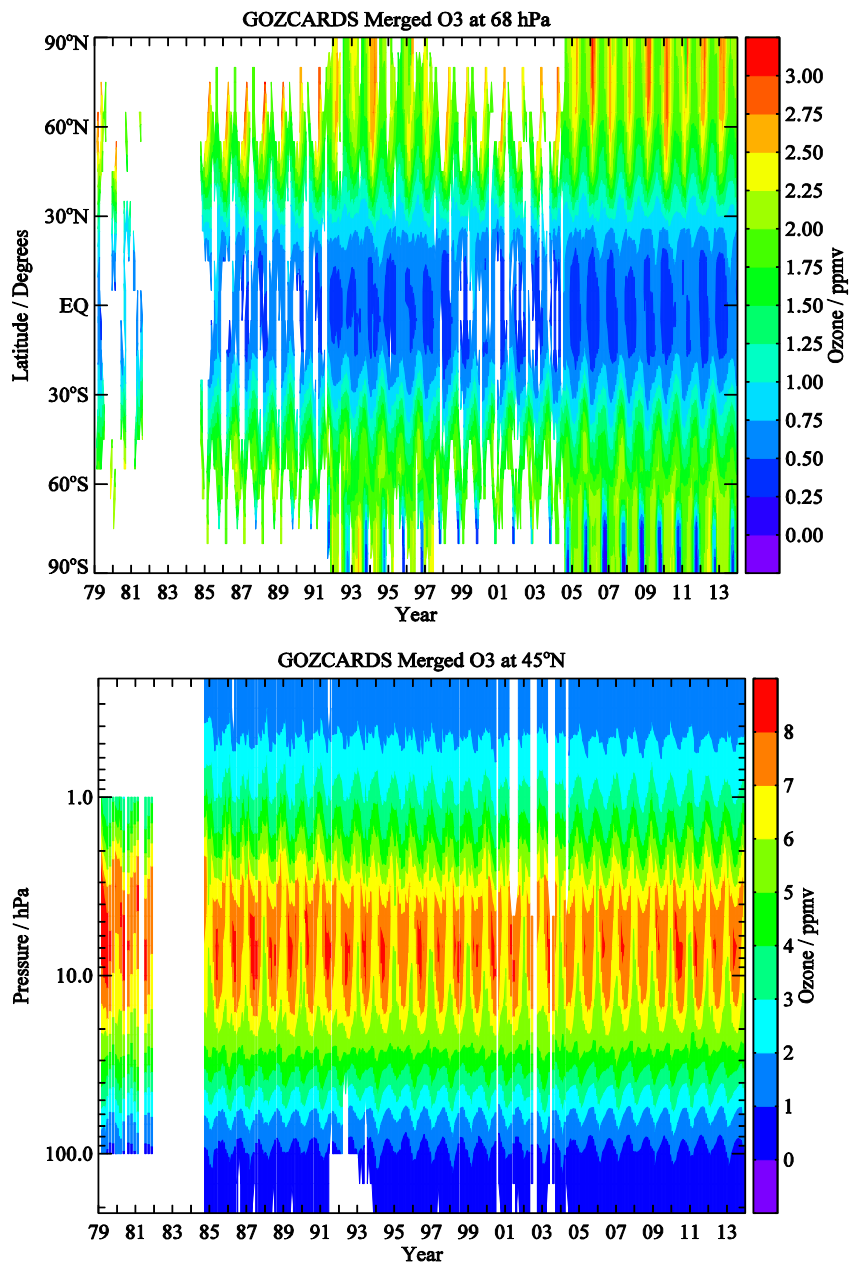 GOZCARDS Merged O3 at 68 hPa
90°N
60°N
30°N
EQ
30°S
60°S
90°S
Latitude / Degrees
79 81 83 85 87 89 91 93 95 97 99 01 03 05 07 09 11 13
Year
3.00
2.75
2.50
2.25
2.00
1.75
1.50
1.25
1.00
0.75
0.50
0.25
0.00
Ozone / ppmv
GOZCARDS Merged O3 at 45°N
1.0
10.0
100.0
Pressure / hPa
79 81 83 85 87 89 91 93 95 97 99 01 03 05 07 09 11 13
Year
8
7
6
5
4
3
2
1
0
Ozone / ppmv